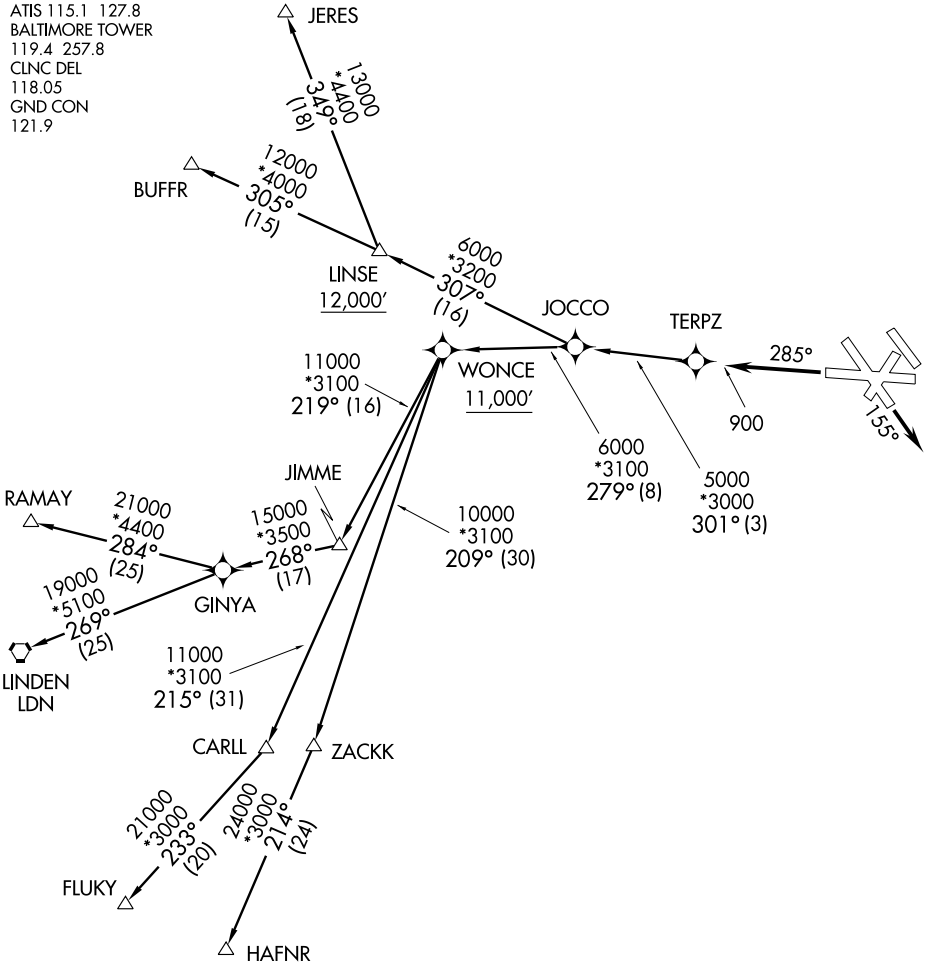 ATIS 115.1 127.8
BALTIMORE TOWER
119.4 257.8
CLNC DEL
118.05
GND CON
121.9
JERES
13000
*4400
349°
(18)
BUFFR
12000
*4000
305°
(15)
LINSE
12,000'
6000
*3200
307°
(16)
JOCCO
TERPZ
285°
155°
900
WONCE
11,000'
11000
*3100
219° (16)
6000
*3100
279° (8)
5000
*3000
301° (3)
JIMME
RAMAY
21000
*4400
284°
(25)
15000
*3500
268°
(17)
10000
*3100
209° (30)
GINYA
19000
*5100
269°
(25)
LINDEN
LDN
11000
*3100
215° (31)
CARLL
ZACKK
21000
*3000
233°
(20)
24000
*3000
214°
(24)
FLUKY
HAFNR